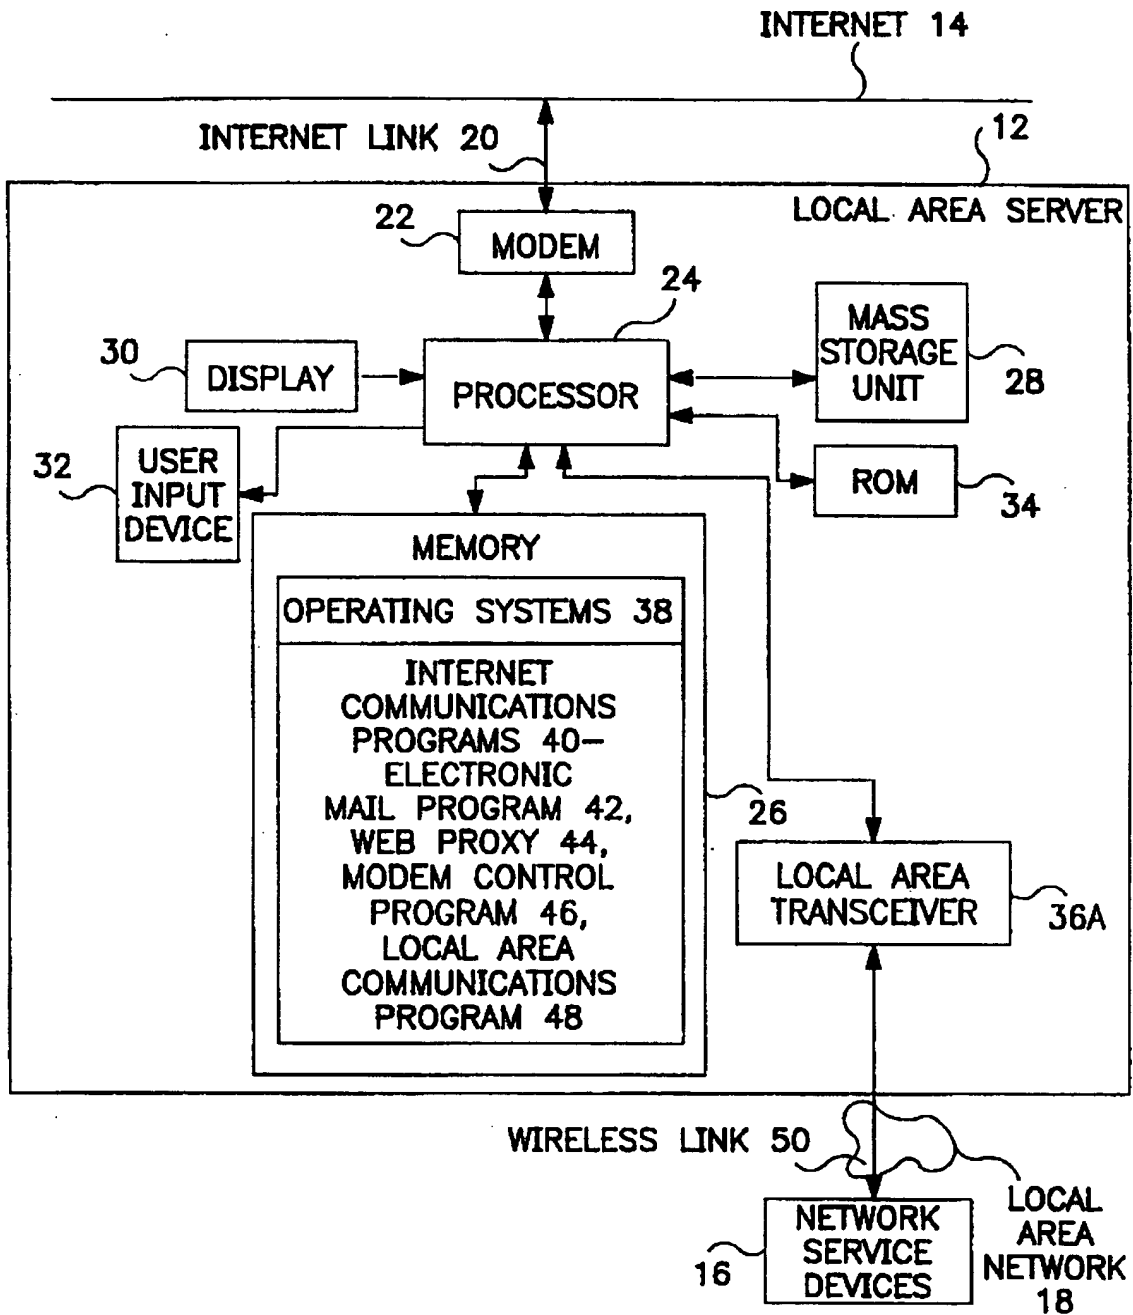 INTERNET 14
INTERNET LINK 20
12
LOCAL AREA SERVER
22
MODEM
24
MASS
STORAGE
UNIT
28
30
DISPLAY
PROCESSOR
32
USER
INPUT
DEVICE
ROM
34
MEMORY
OPERATING SYSTEMS 38
INTERNET
COMMUNICATIONS
PROGRAMS 40-
ELECTRONIC
MAIL PROGRAM 42,
WEB PROXY 44,
MODEM CONTROL
PROGRAM 46,
LOCAL AREA
COMMUNICATIONS
PROGRAM 48
26
LOCAL AREA
TRANSCEIVER
36A
WIRELESS LINK 50
NETWORK
SERVICE
DEVICES
16
LOCAL
AREA
NETWORK
18